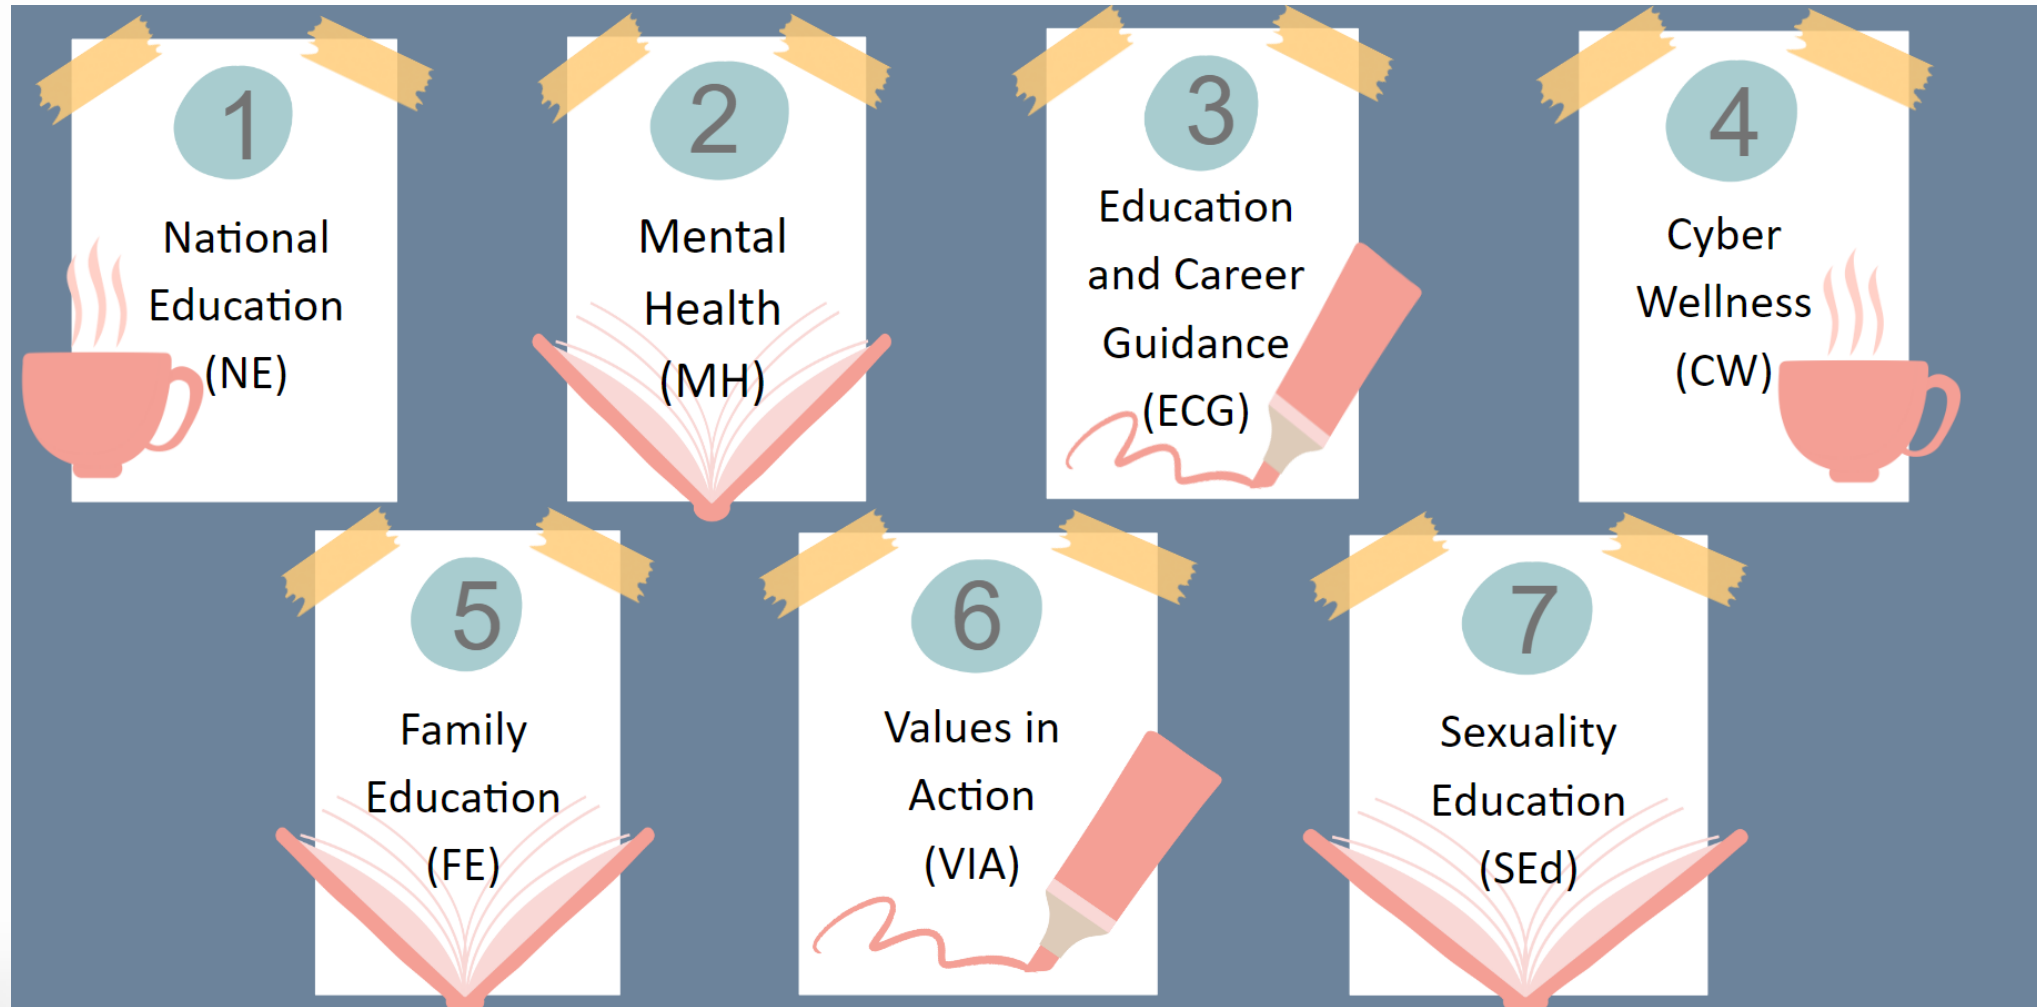 1
National
Education
(NE)
2
Mental
Health
(MH)
3
Education
and Career
Guidance
(ECG)
4
Cyber
Wellness
(CW)
5
Family
Education
(FE)
6
Values in
Action
(VIA)
7
Sexuality
Education
(SEd)